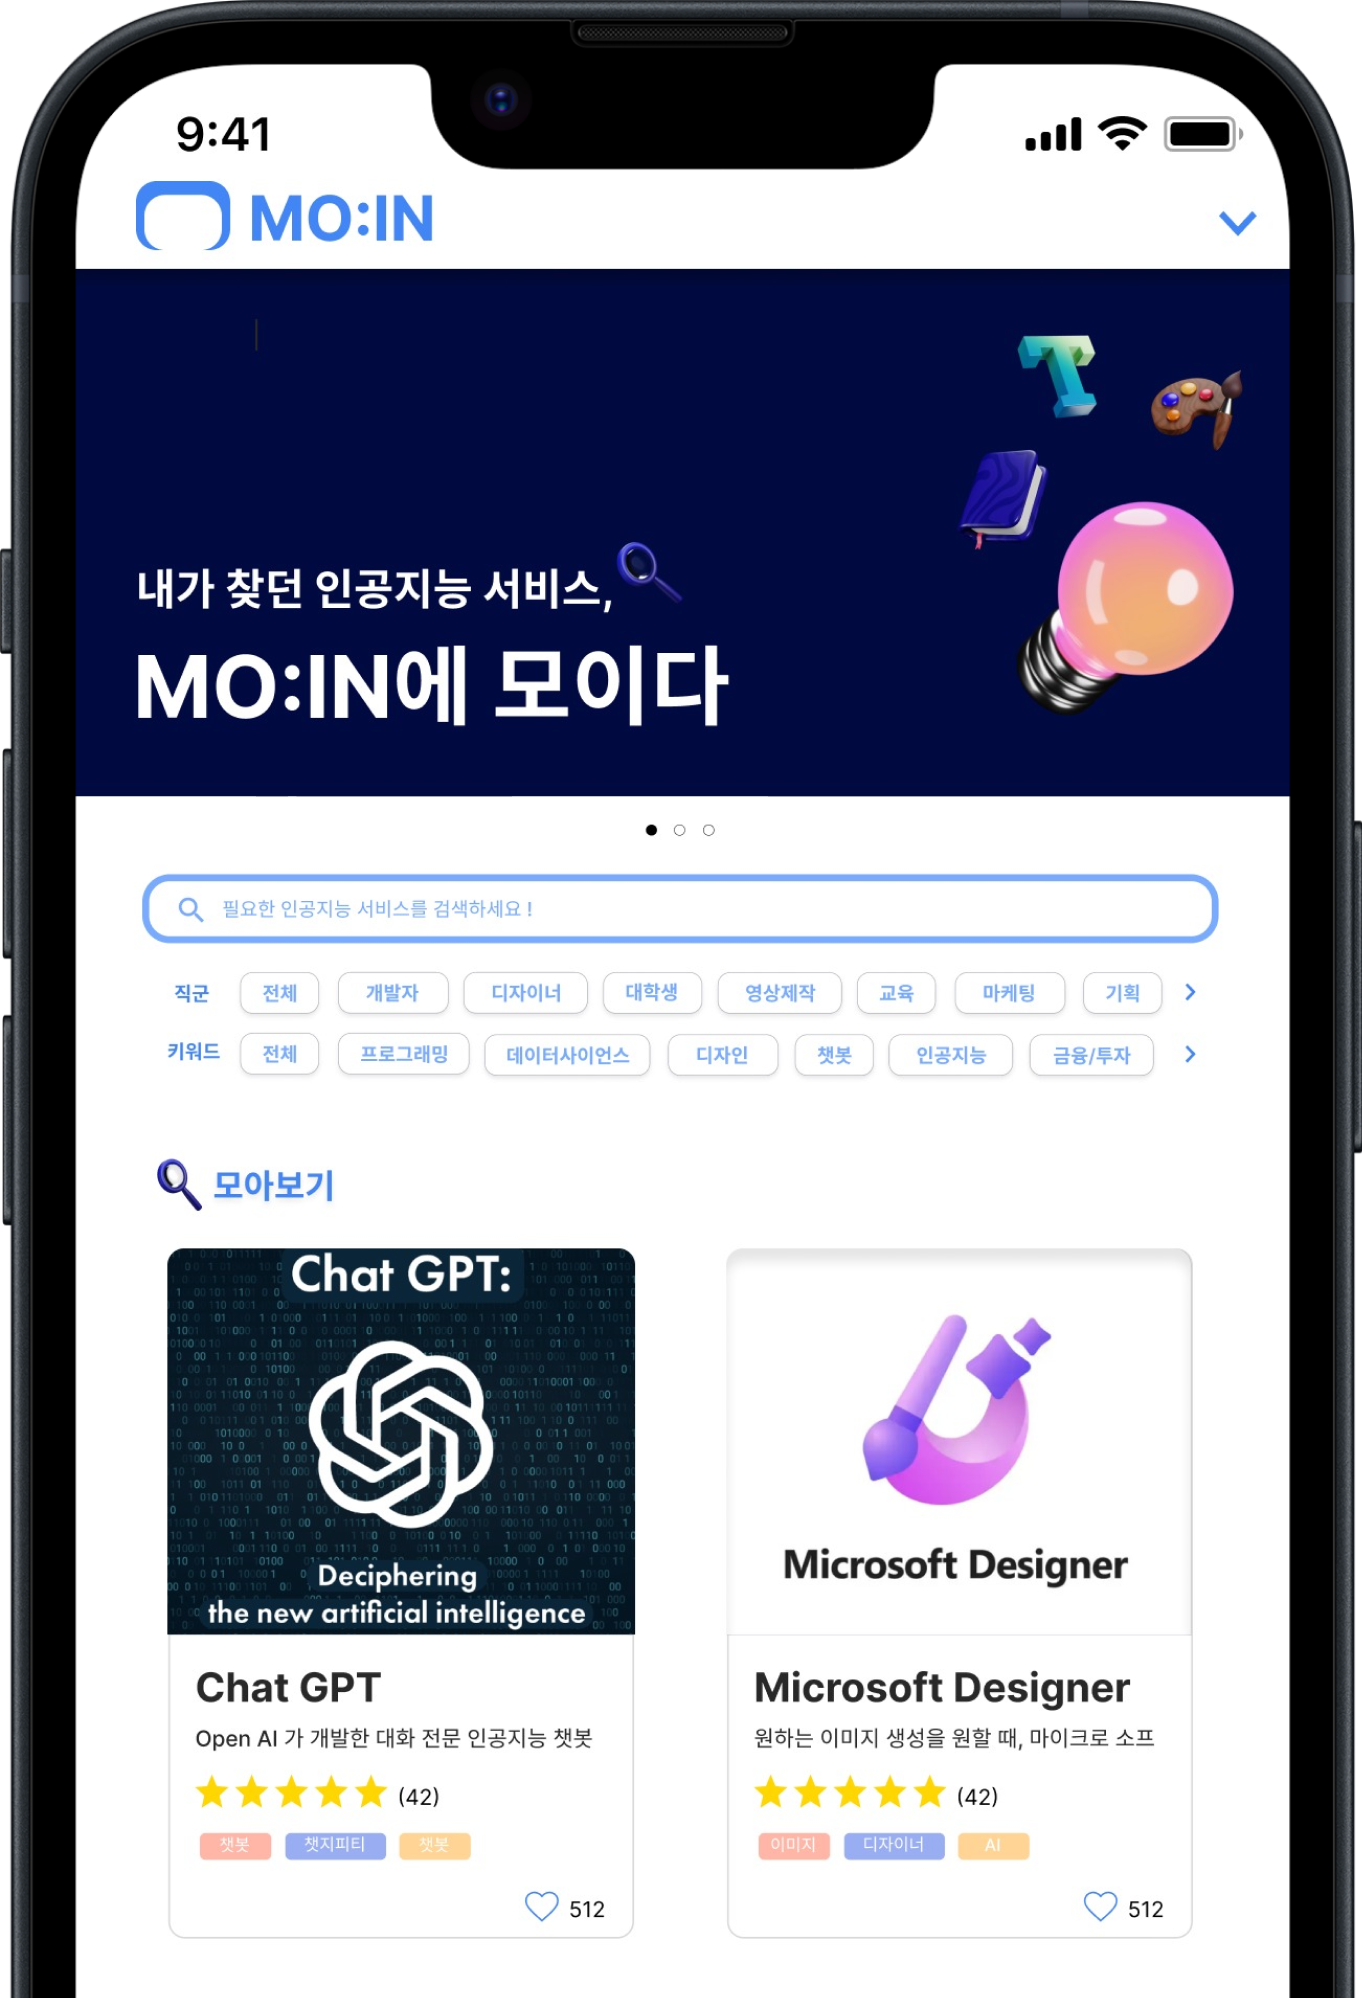 9:41
MO:IN
내가 찾던 인공지능 서비스,
MO:IN에 모이다
필요한 인공지능 서비스를 검색하세요 !
직군 전체 개발자 디자이너 대학생 영상제작 교육 마케팅 기획
키워드 전체 프로그래밍 데이터사이언스 디자인 챗봇 인공지능 금융/투자
모아보기
Chat GPT:
Deciphering
the new artificial intelligence
Chat GPT
Open AI 가 개발한 대화 전문 인공지능 챗봇
(42)
챗봇 챗지피티 챗봇
512
Microsoft Designer
Microsoft Designer
원하는 이미지 생성을 원할 때, 마이크로 소프
(42)
이미지 디자이너 AI
512